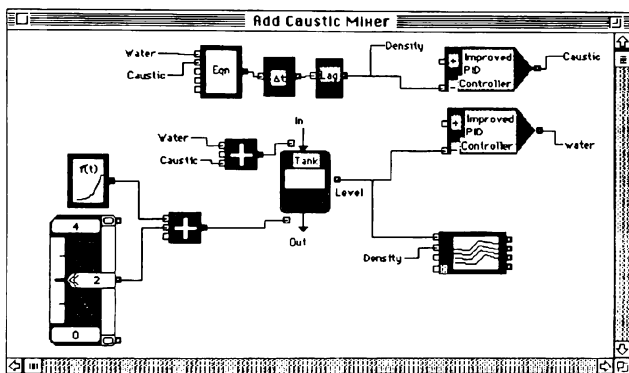 Add Caustic Mixer
Water
Caustic
Eqn
Δt
Lag
Density
Improved
PID
Controller
Caustic
Improved
PID
Controller
water
In
Water
Caustic
Tank
Level
f(t)
4
2
0
Out
Density